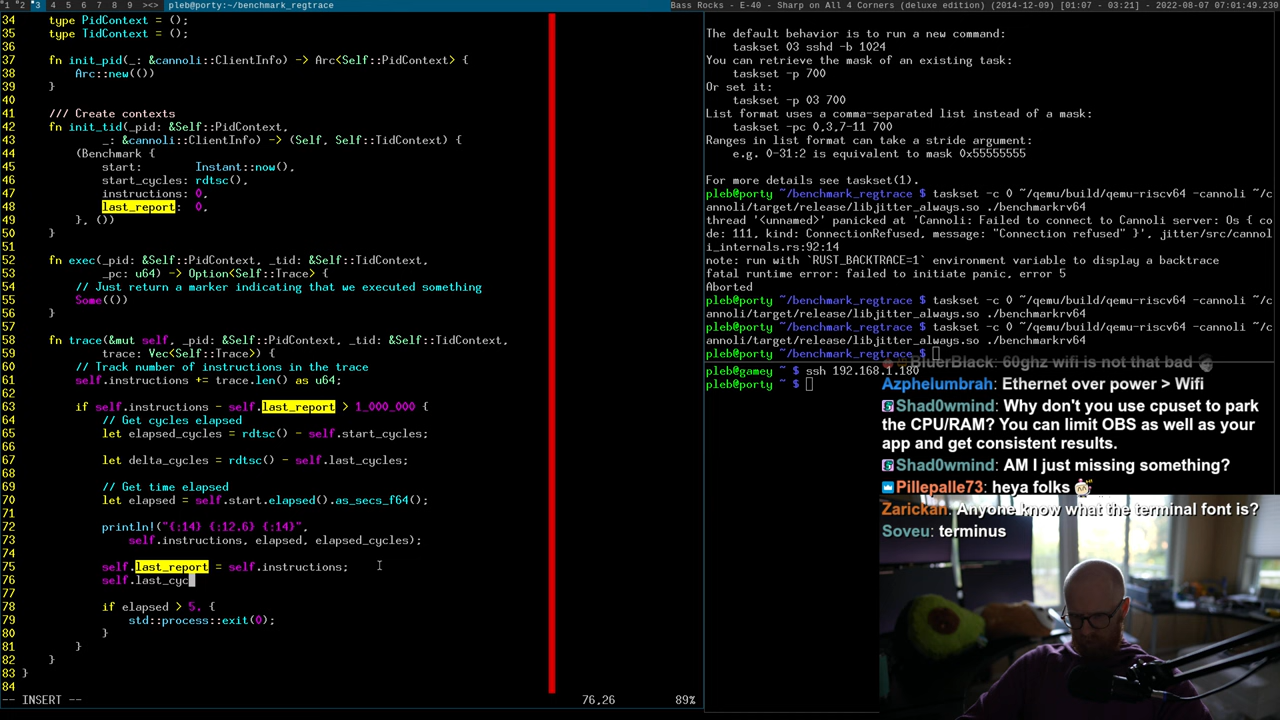 1 2 3 4 5 6 7 8 9 ><> pleb@porty:~/benchmark_regtrace
Bass Rocks - E-40 - Sharp on All 4 Corners (deluxe edition) (2014-12-09) [01:07 - 03:21] - 2022-08-07 07:01:49.230
34 type PidContext = ();
35 type TidContext = ();
36
37 fn init_pid(_: &cannoli::ClientInfo) -> Arc<Self::PidContext> {
38 Arc::new(())
39 }
40
41 /// Create contexts
42 fn init_tid(_pid: &Self::PidContext,
43 _: &cannoli::ClientInfo) -> (Self, Self::TidContext) {
44 (Benchmark {
45 start: Instant::now(),
46 start_cycles: rdtsc(),
47 instructions: 0,
48 last_report: 0,
49 }, ())
50 }
51
52 fn exec(_pid: &Self::PidContext, _tid: &Self::TidContext,
53 _pc: u64) -> Option<Self::Trace> {
54 // Just return a marker indicating that we executed something
55 Some(())
56 }
57
58 fn trace(&mut self, _pid: &Self::PidContext, _tid: &Self::TidContext,
59 trace: Vec<Self::Trace>) {
60 // Track number of instructions in the trace
61 self.instructions += trace.len() as u64;
62
63 if self.instructions - self.last_report > 1_000_000 {
64 // Get cycles elapsed
65 let elapsed_cycles = rdtsc() - self.start_cycles;
66
67 let delta_cycles = rdtsc() - self.last_cycles;
68
69 // Get time elapsed
70 let elapsed = self.start.elapsed().as_secs_f64();
71
72 println!("{:14} {:12.6} {:14}",
73 self.instructions, elapsed, elapsed_cycles);
74
75 self.last_report = self.instructions;
76 self.last_cyc
77
78 if elapsed > 5. {
79 std::process::exit(0);
80 }
81 }
82 }
83 }
84
-- INSERT -- 76,26 89%
The default behavior is to run a new command:
taskset 03 sshd -b 1024
You can retrieve the mask of an existing task:
taskset -p 700
Or set it:
taskset -p 03 700
List format uses a comma-separated list instead of a mask:
taskset -pc 0,3,7-11 700
Ranges in list format can take a stride argument:
e.g. 0-31:2 is equivalent to mask 0x55555555

For more details see taskset(1).
pleb@porty ~/benchmark_regtrace $ taskset -c 0 ~/qemu/build/qemu-riscv64 -cannoli ~/c
annoli/target/release/libjitter_always.so ./benchmarkrv64
thread '<unnamed>' panicked at 'Cannoli: Failed to connect to Cannoli server: Os { co
de: 111, kind: ConnectionRefused, message: "Connection refused" }', jitter/src/cannol
i_internals.rs:92:14
note: run with `RUST_BACKTRACE=1` environment variable to display a backtrace
fatal runtime error: failed to initiate panic, error 5
Aborted
pleb@porty ~/benchmark_regtrace $ taskset -c 0 ~/qemu/build/qemu-riscv64 -cannoli ~/c
annoli/target/release/libjitter_always.so ./benchmarkrv64
pleb@porty ~/benchmark_regtrace $ taskset -c 0 ~/qemu/build/qemu-riscv64 -cannoli ~/c
annoli/target/release/libjitter_always.so ./benchmarkrv64
pleb@porty ~/benchmark_regtrace $
pleb@gamey ~ $ ssh 192.168.1.180
pleb@porty ~ $
BluerBlack: 60ghz wifi is not that bad
Azphelumbrah: Ethernet over power > Wifi
Shad0wmind: Why don't you use cpuset to park
the CPU/RAM? You can limit OBS as well as your
app and get consistent results.
Shad0wmind: AM I just missing something?
Pillepalle73: heya folks
Zarickan: Anyone know what the terminal font is?
Soveu: terminus